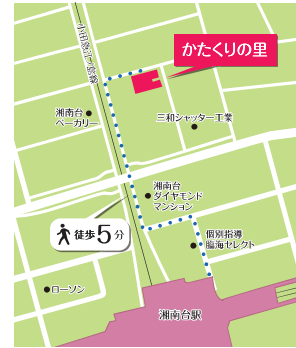 かたくりの里
小田急江ノ島線
湘南台
ベーカリー
三和シャッター工業
湘南台
ダイヤモンド
マンション
徒歩5分
個別指導
臨海セレクト
ローソン
湘南台駅